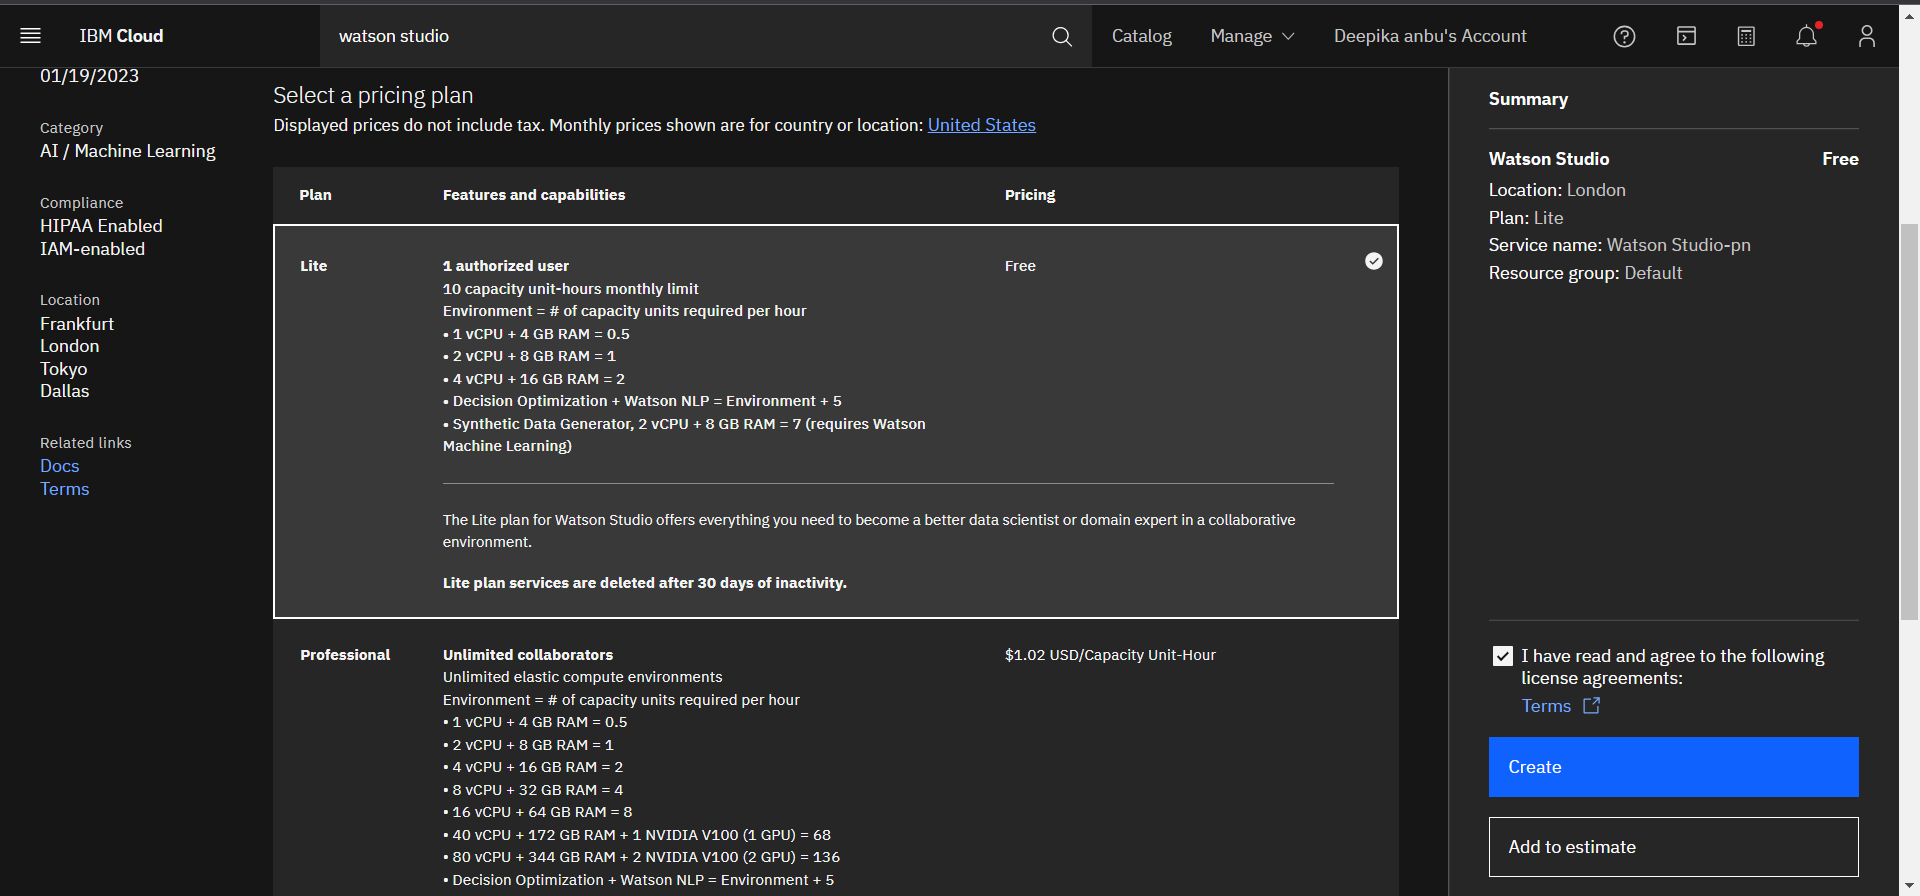 IBM Cloud
watson studio
Catalog
Manage
Deepika anbu's Account
01/19/2023
Category
AI / Machine Learning
Compliance
HIPAA Enabled
IAM-enabled
Location
Frankfurt
London
Tokyo
Dallas
Related links
Docs
Terms
Select a pricing plan
Displayed prices do not include tax. Monthly prices shown are for country or location: United States
Plan
Features and capabilities
Pricing
Lite
1 authorized user
Free
10 capacity unit-hours monthly limit
Environment = # of capacity units required per hour
• 1 vCPU + 4 GB RAM = 0.5
• 2 vCPU + 8 GB RAM = 1
• 4 vCPU + 16 GB RAM = 2
• Decision Optimization + Watson NLP = Environment + 5
• Synthetic Data Generator, 2 vCPU + 8 GB RAM = 7 (requires Watson
Machine Learning)
The Lite plan for Watson Studio offers everything you need to become a better data scientist or domain expert in a collaborative
environment.
Lite plan services are deleted after 30 days of inactivity.
Professional
Unlimited collaborators
$1.02 USD/Capacity Unit-Hour
Unlimited elastic compute environments
Environment = # of capacity units required per hour
• 1 vCPU + 4 GB RAM = 0.5
• 2 vCPU + 8 GB RAM = 1
• 4 vCPU + 16 GB RAM = 2
• 8 vCPU + 32 GB RAM = 4
• 16 vCPU + 64 GB RAM = 8
• 40 vCPU + 172 GB RAM + 1 NVIDIA V100 (1 GPU) = 68
• 80 vCPU + 344 GB RAM + 2 NVIDIA V100 (2 GPU) = 136
• Decision Optimization + Watson NLP = Environment + 5
Summary
Watson Studio
Free
Location: London
Plan: Lite
Service name: Watson Studio-pn
Resource group: Default
I have read and agree to the following
license agreements:
Terms
Create
Add to estimate